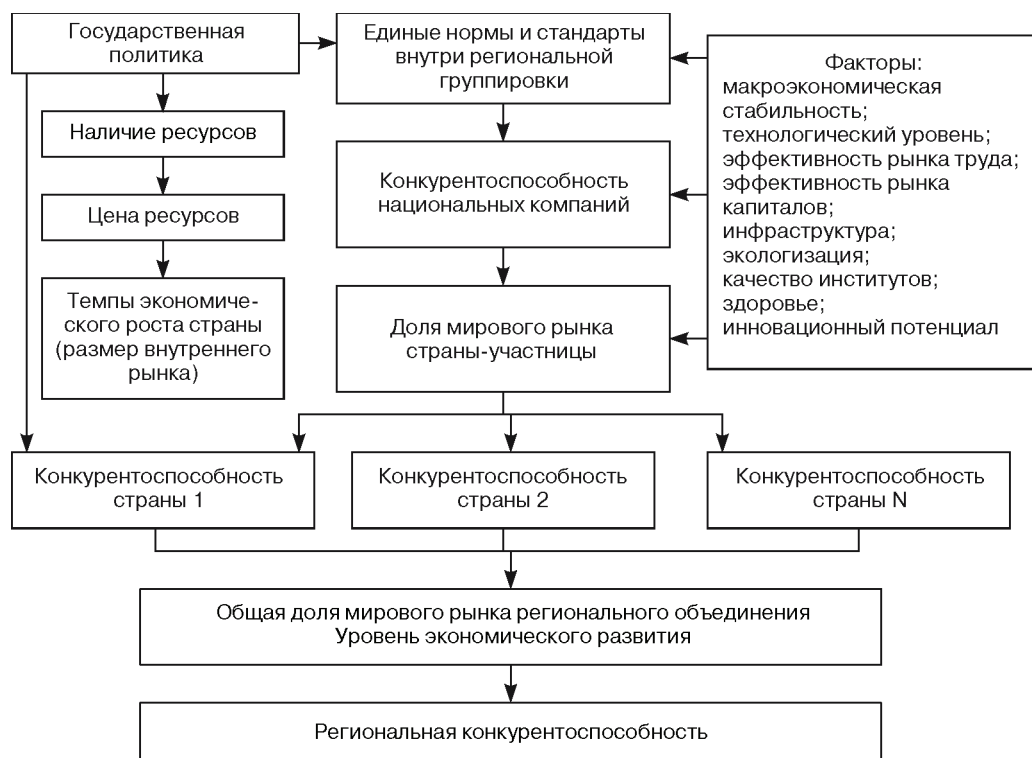 Государственная
политика
Единые нормы и стандарты
внутри региональной
группировки
Факторы:
макроэкономическая
стабильность;
технологический уровень;
эффективность рынка труда;
эффективность рынка
капиталов;
инфраструктура;
экологизация;
качество институтов;
здоровье;
инновационный потенциал
Наличие ресурсов
Конкурентоспособность
национальных компаний
Цена ресурсов
Темпы экономиче-
ского роста страны
(размер внутреннего
рынка)
Доля мирового рынка
страны-участницы
Конкурентоспособность
страны 1
Конкурентоспособность
страны 2
Конкурентоспособность
страны N
Общая доля мирового рынка регионального объединения
Уровень экономического развития
Региональная конкурентоспособность